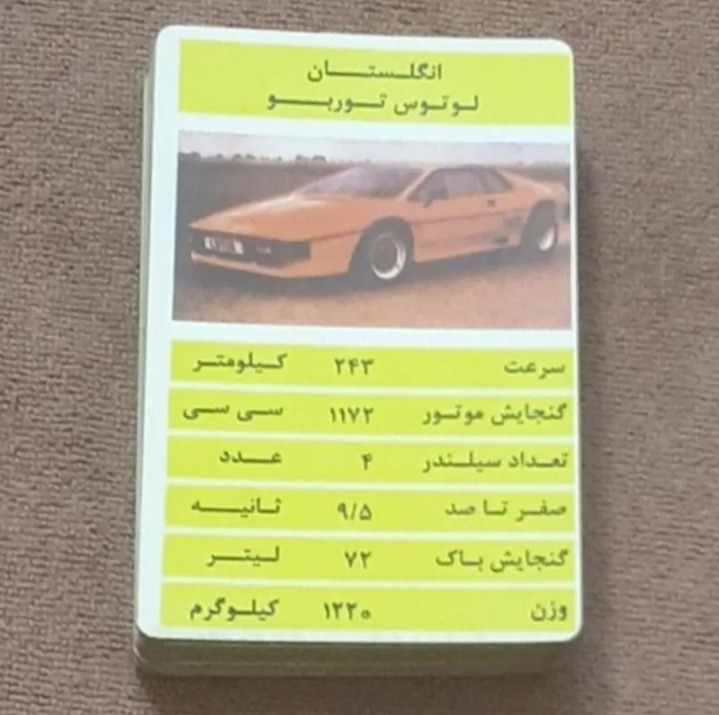 انگلستان
لوتوس توربو
سرعت ۲۴۳ کیلومتر
گنجایش موتور ۱۱۷۲ سی سی
تعداد سیلندر ۴ عدد
صفر تا صد ۹/۵ ثانیه
گنجایش باک ۷۲ لیتر
وزن ۱۲۲۰ کیلوگرم